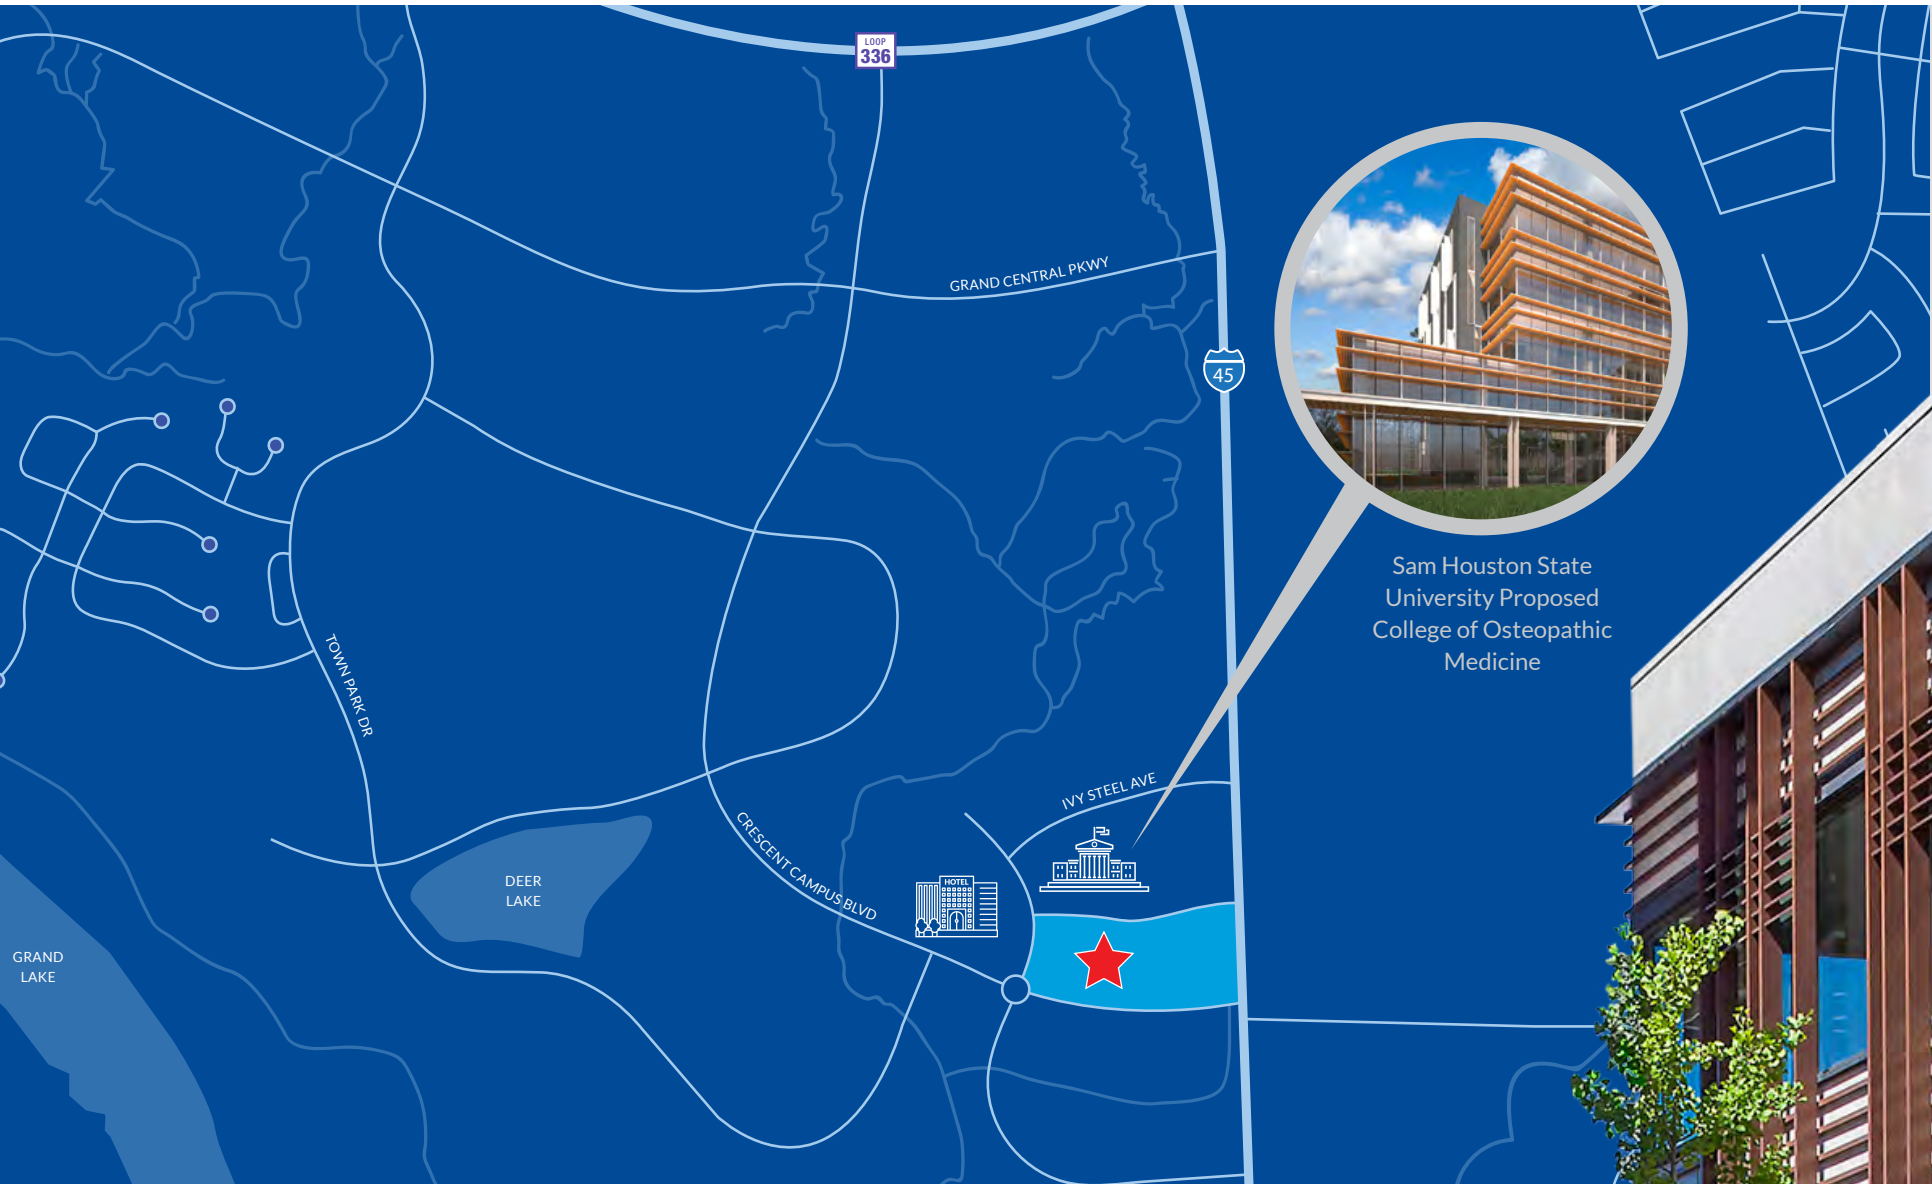 LOOP
336
GRAND CENTRAL PKWY
45
Sam Houston State
University Proposed
College of Osteopathic
Medicine
TOWN PARK DR
IVY STEEL AVE
CRESCENT CAMPUS BLVD
HOTEL
DEER
LAKE
GRAND
LAKE